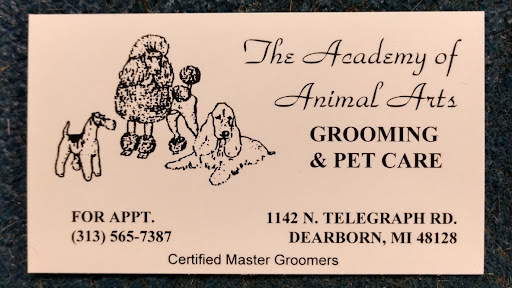 The Academy of
Animal Arts
GROOMING
& PET CARE
FOR APPT.
(313) 565-7387
1142 N. TELEGRAPH RD.
DEARBORN, MI 48128
Certified Master Groomers